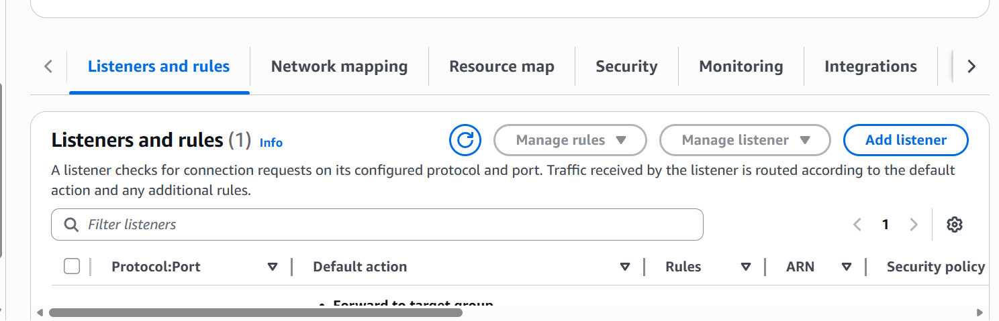 Listeners and rules Network mapping Resource map Security Monitoring Integrations
Listeners and rules (1) Info Manage rules Manage listener Add listener
A listener checks for connection requests on its configured protocol and port. Traffic received by the listener is routed according to the default
action and any additional rules.
Filter listeners 1
Protocol:Port Default action Rules ARN Security policy
• Forward to target group